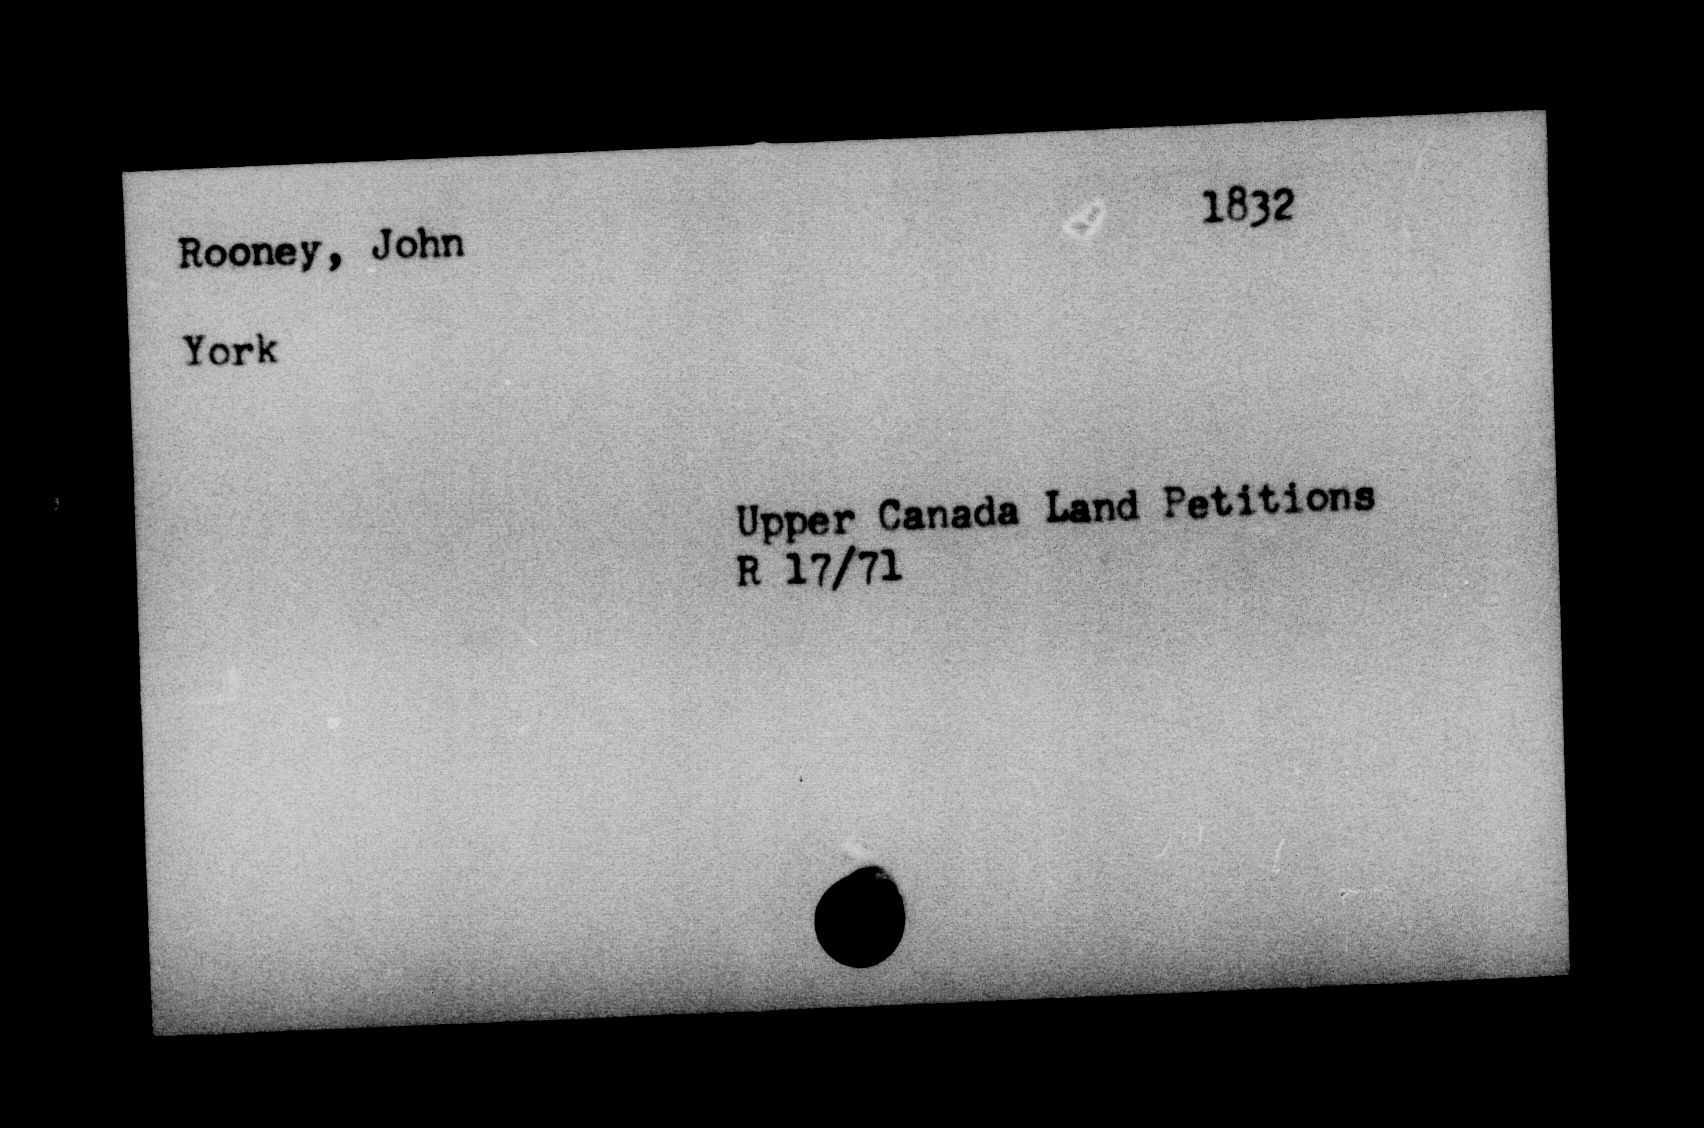 1832
Rooney, John
York
Upper Canada Land Petitions
R 17/71